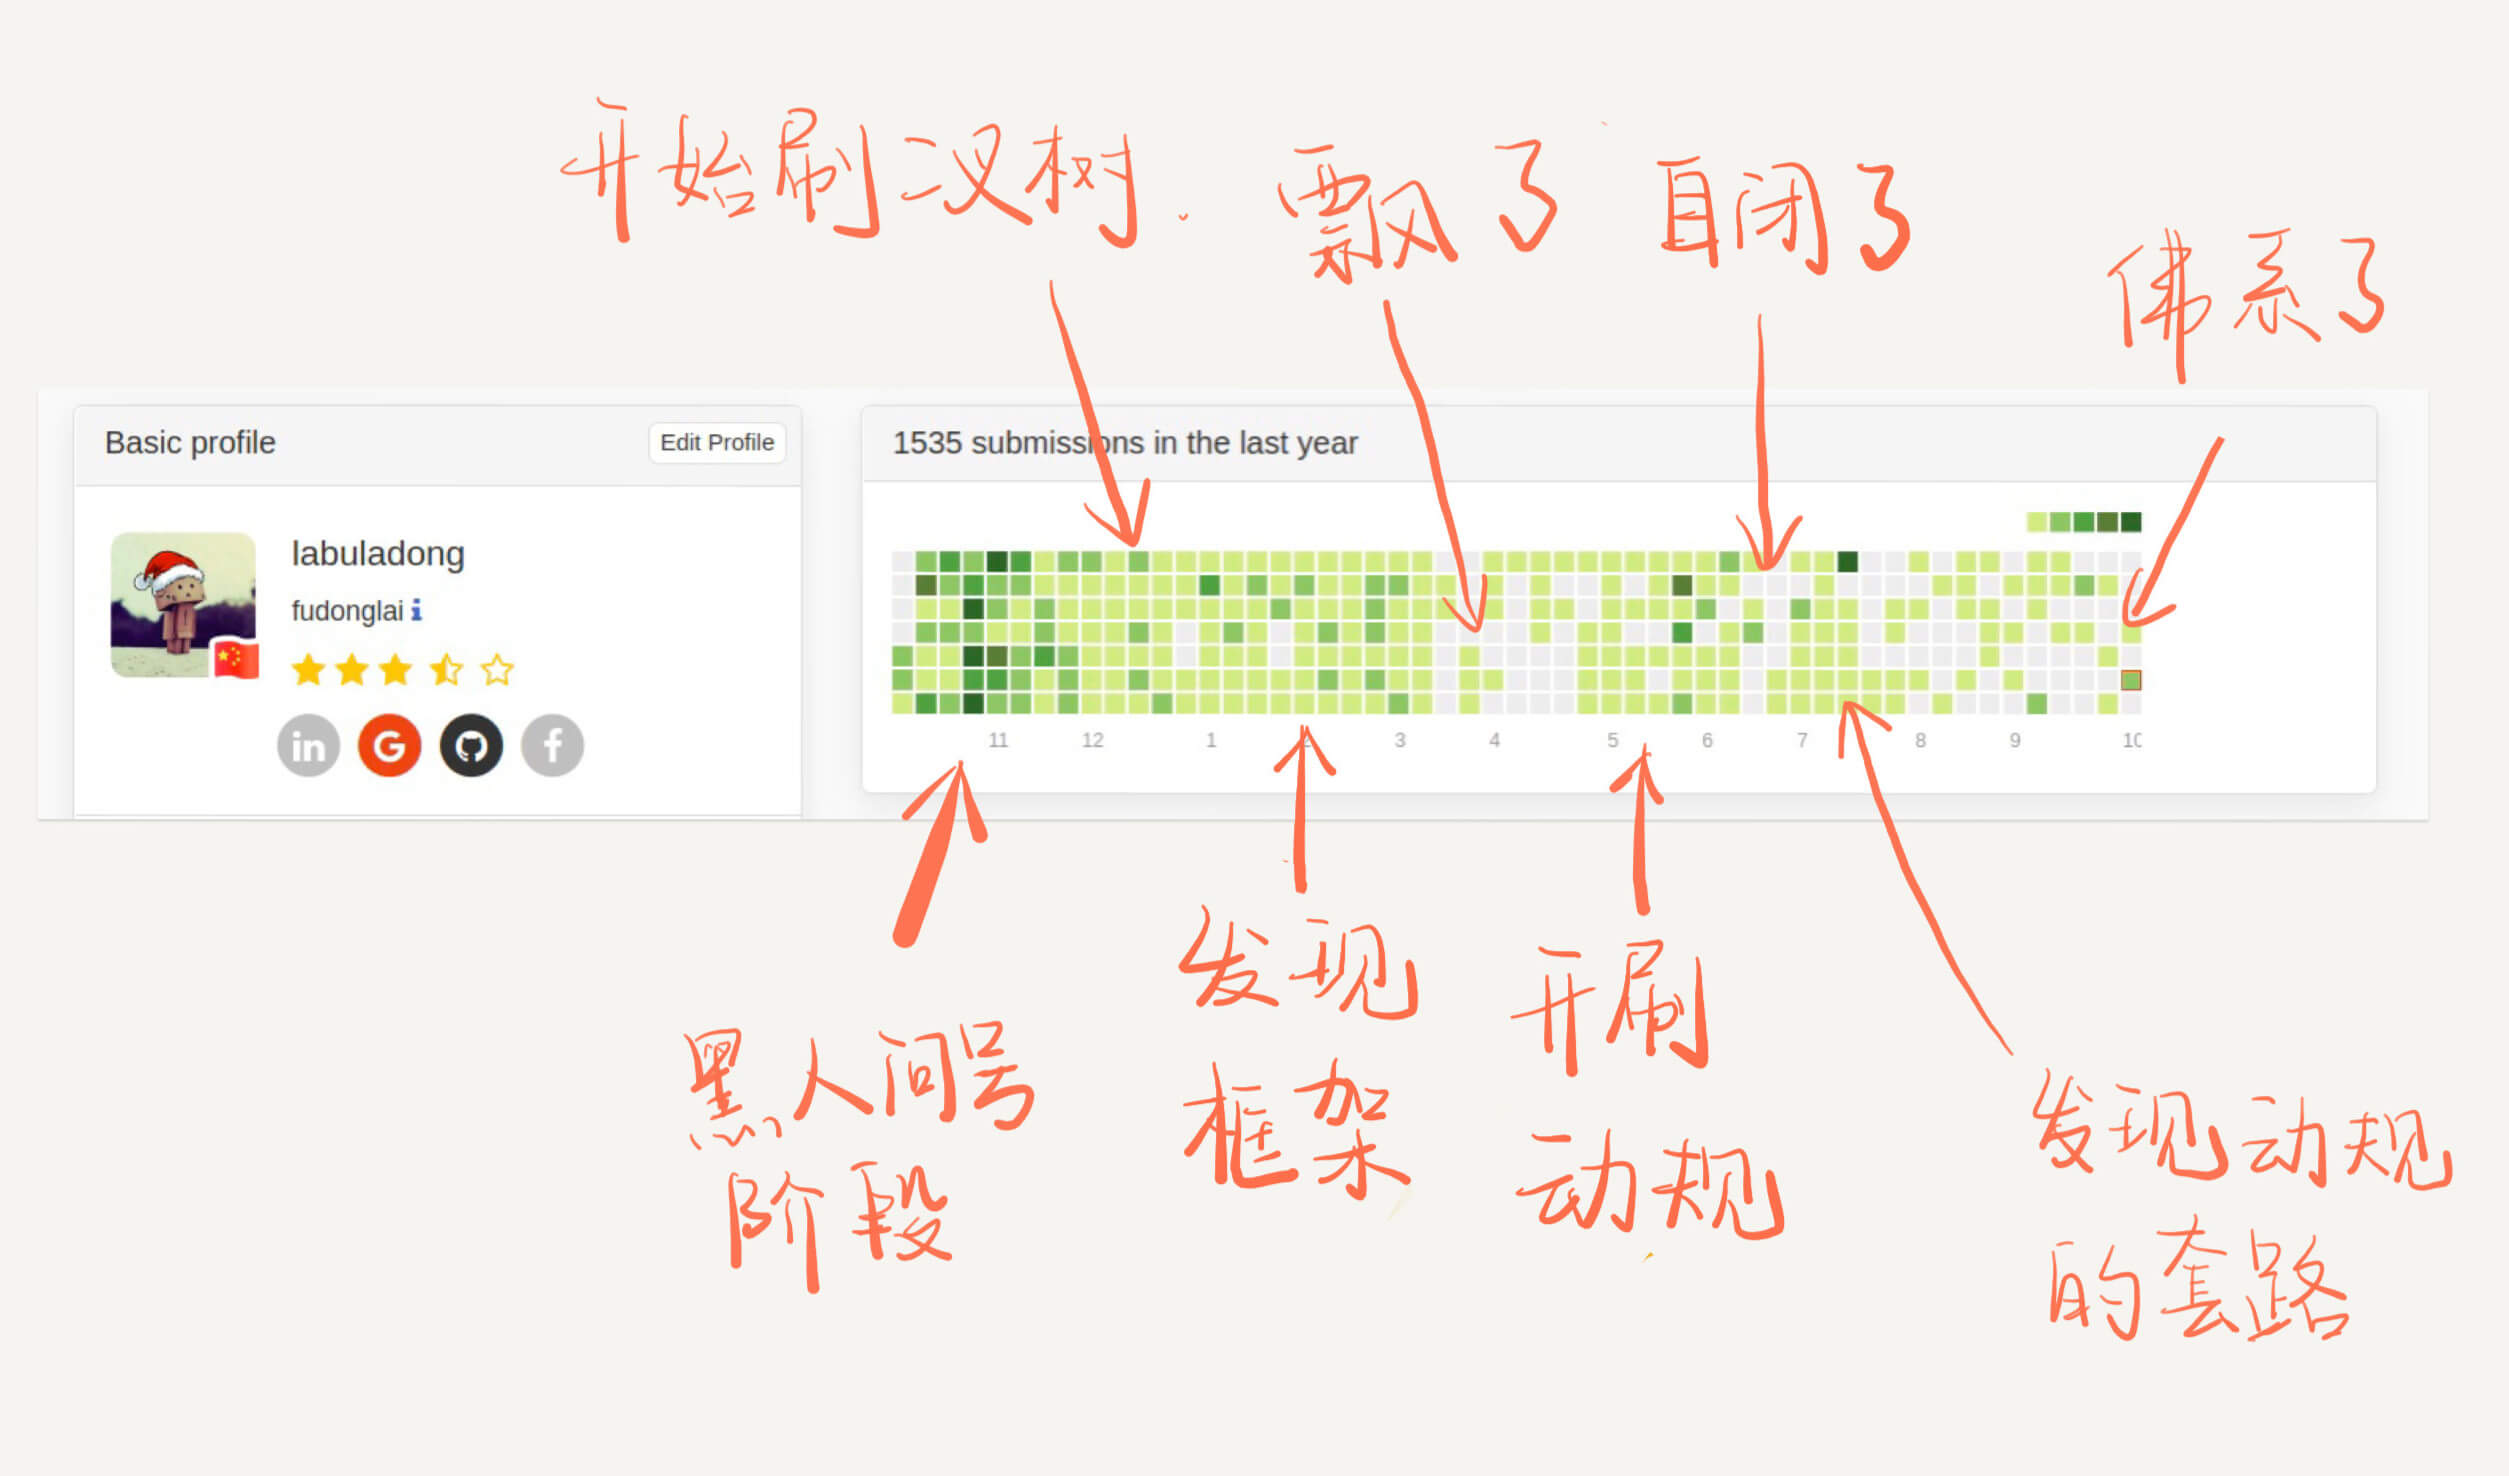 开始刷二叉树.
飘了
自闭了
佛系了
Basic profile
Edit Profile
1535 submissions in the last year
labuladong
fudonglai
11 12 1 2 3 4 5 6 7 8 9 10
黑人问号
阶段
发现
框架
开刷
动规
发现动规
的套路